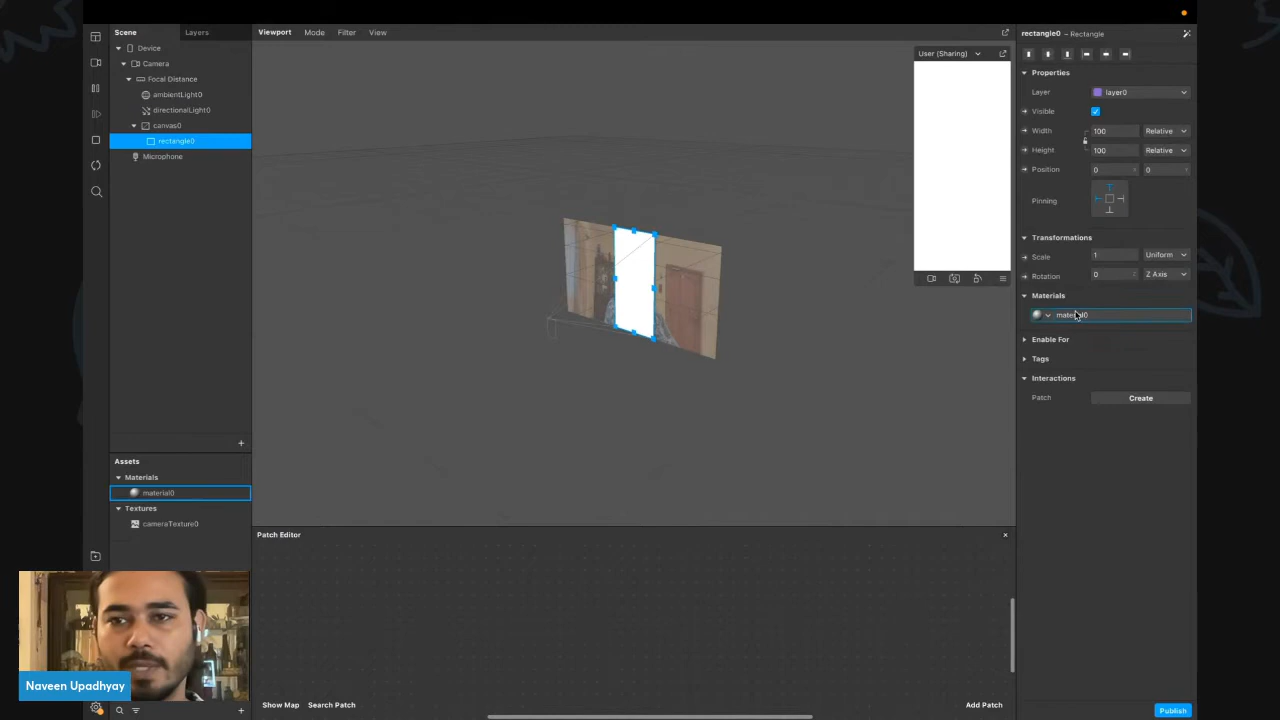 Scene
Layers
Device
Camera
Focal Distance
ambientLight0
directionalLight0
canvas0
rectangle0
Microphone
Assets
Materials
material0
Textures
cameraTexture0
Naveen Upadhyay
Viewport
Mode
Filter
View
User (Sharing)
Patch Editor
Show Map
Search Patch
Add Patch
rectangle0 – Rectangle
Properties
Layer layer0
Visible
Width 100 Relative
Height 100 Relative
Position 0 X 0 Y
Pinning
Transformations
Scale 1 Uniform
Rotation 0 Z Z Axis
Materials
material0
Enable For
Tags
Interactions
Patch Create
Publish